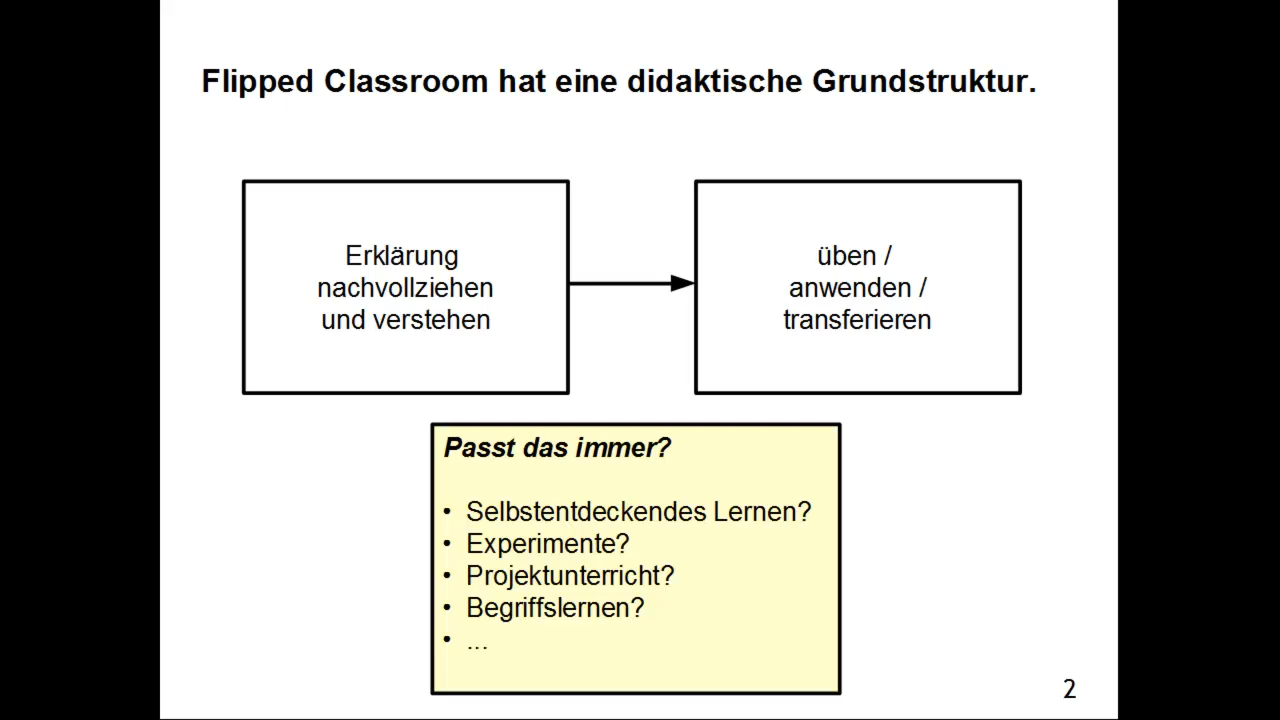 Flipped Classroom hat eine didaktische Grundstruktur.
Erklärung
nachvollziehen
und verstehen
üben /
anwenden /
transferieren
Passt das immer?
• Selbstentdeckendes Lernen?
• Experimente?
• Projektunterricht?
• Begriffslernen?
• ...
2